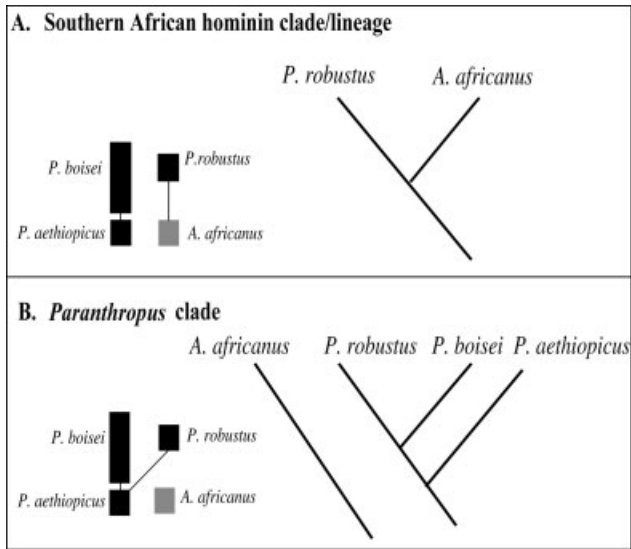 A. Southern African hominin clade/lineage
P. robustus A. africanus
P. boisei P.robustus
P. aethiopicus A. africanus
B. Paranthropus clade
A. africanus P. robustus P. boisei P. aethiopicus
P. boisei P. robustus
P. aethiopicus A. africanus